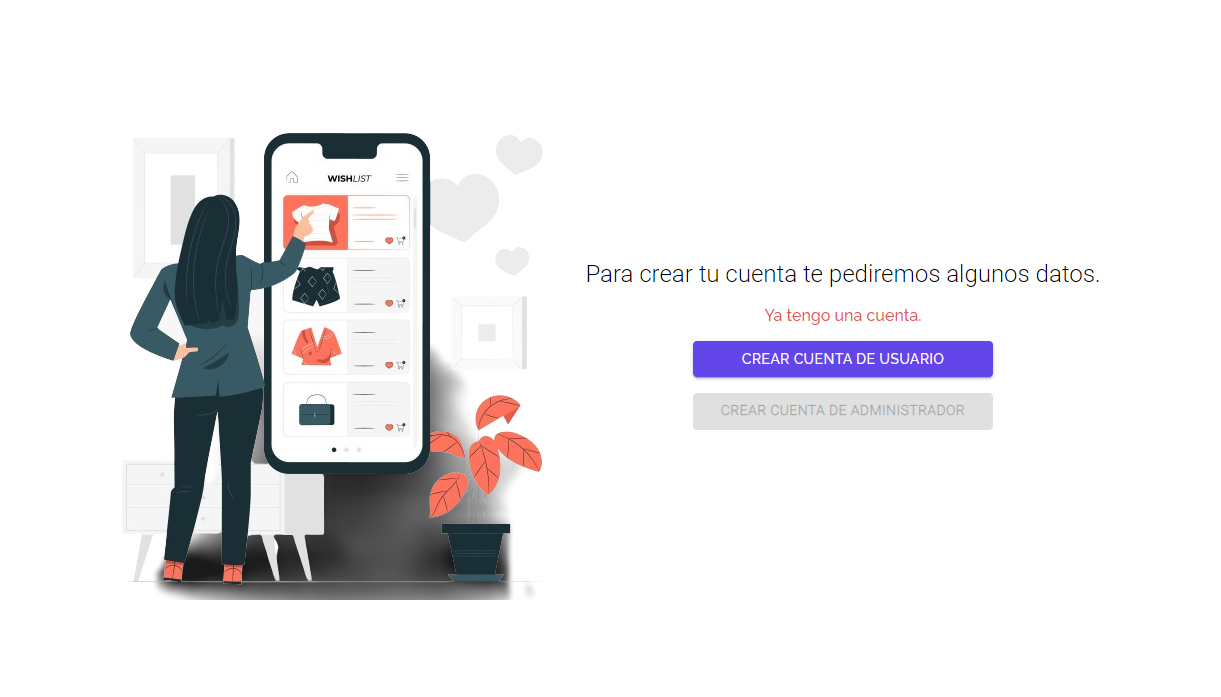 WISHLIST
Para crear tu cuenta te pediremos algunos datos.
Ya tengo una cuenta.
CREAR CUENTA DE USUARIO
CREAR CUENTA DE ADMINISTRADOR